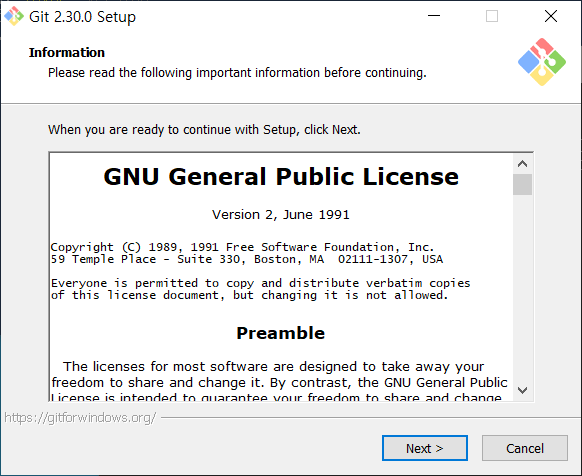 Git 2.30.0 Setup
Information
Please read the following important information before continuing.
When you are ready to continue with Setup, click Next.
GNU General Public License
Version 2, June 1991
Copyright (C) 1989, 1991 Free Software Foundation, Inc.
59 Temple Place - Suite 330, Boston, MA  02111-1307, USA
Everyone is permitted to copy and distribute verbatim copies
of this license document, but changing it is not allowed.
Preamble
The licenses for most software are designed to take away your
freedom to share and change it. By contrast, the GNU General Public
License is intended to guarantee your freedom to share and change
https://gitforwindows.org/
Next >
Cancel